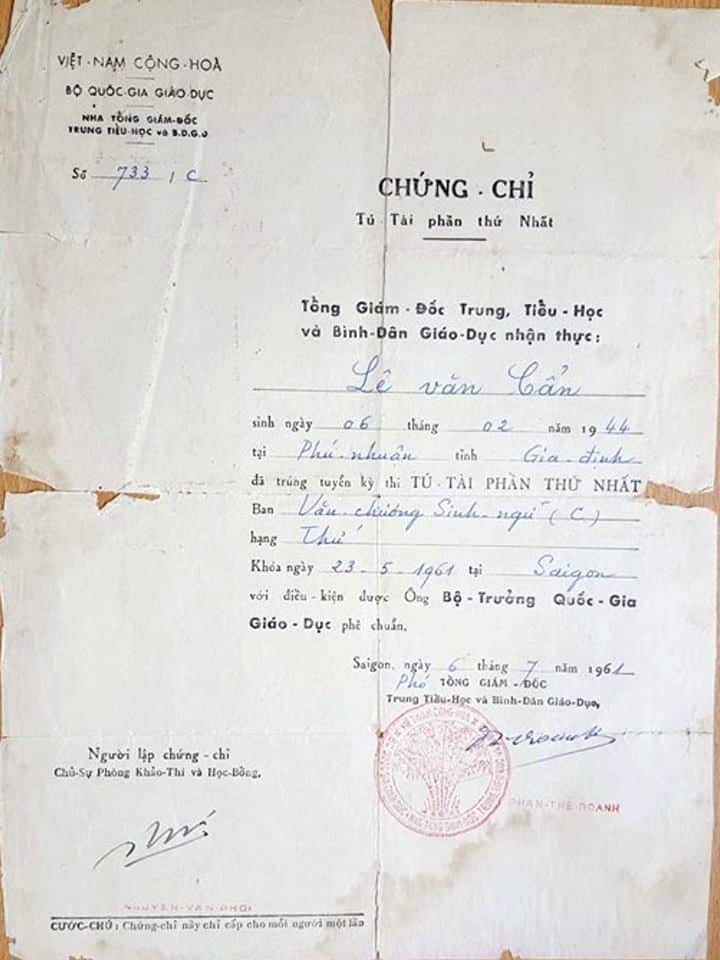 VIỆT-NAM CỘNG-HOÀ
BỘ QUỐC-GIA GIÁO-DỤC
NHA TỔNG GIÁM-ĐỐC
TRUNG TIỂU-HỌC và B.D.G.D.
Số 733 / C
CHỨNG-CHỈ
Tú-Tài phần thứ Nhất
Tổng Giám-Đốc Trung, Tiểu-Học
và Bình-Dân Giáo-Dục nhận thực:
Lê văn Cẩn
sinh ngày 06 tháng 02 năm 1944
tại Phú-nhuân tỉnh Gia-định
đã trúng tuyển kỳ thi TÚ-TÀI PHẦN THỨ NHẤT
Ban Văn-chương Sinh-ngữ (C)
hạng Thứ
Khóa ngày 23-5-1961 tại Saigon
với điều-kiện được Ông Bộ-Trưởng Quốc-Gia
Giáo-Dục phê chuẩn.
Saigon, ngày 6 tháng 7 năm 1961
Phó TỔNG GIÁM-ĐỐC
Trung Tiểu-Học và Bình-Dân Giáo-Dục,
PHAN-THẾ-DOANH
Người lập chứng-chỉ
Chủ-Sự Phòng Khảo-Thí và Học-Bổng,
NGUYỄN-VĂN-PHƠI
CƯỚC-CHÚ: Chứng-chỉ này chỉ cấp cho mỗi người một lần